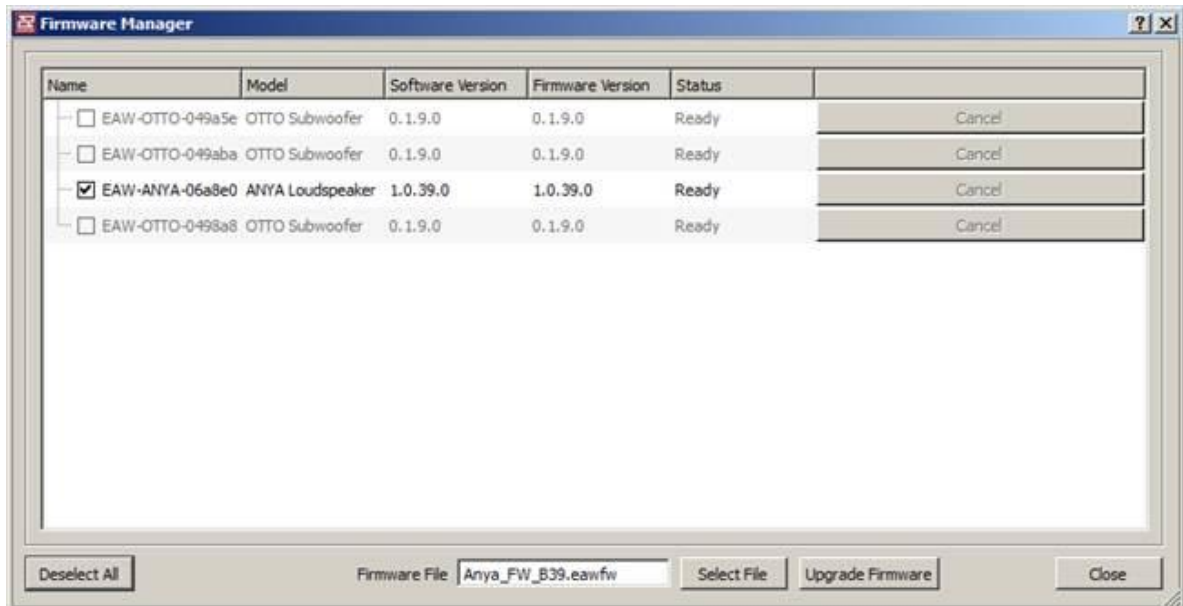 Firmware Manager
Name Model Software Version Firmware Version Status
EAW-OTTO-049a5e OTTO Subwoofer 0.1.9.0 0.1.9.0 Ready Cancel
EAW-OTTO-049aba OTTO Subwoofer 0.1.9.0 0.1.9.0 Ready Cancel
EAW-ANYA-06a8e0 ANYA Loudspeaker 1.0.39.0 1.0.39.0 Ready Cancel
EAW-OTTO-0498a8 OTTO Subwoofer 0.1.9.0 0.1.9.0 Ready Cancel
Deselect All Firmware File Anya_FW_B39.eawfw Select File Upgrade Firmware Close